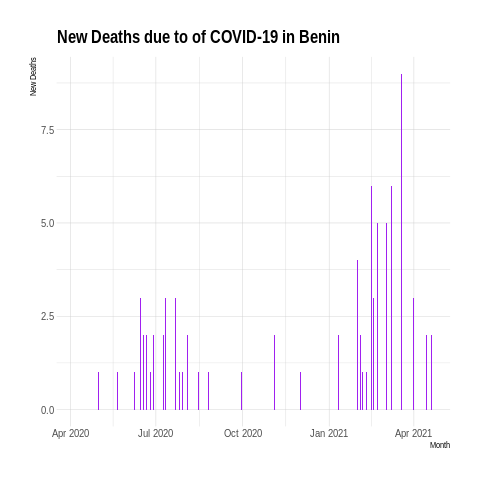 New Deaths due to of COVID-19 in Benin
New Deaths
7.5
5.0
2.5
0.0
Apr 2020 Jul 2020 Oct 2020 Jan 2021 Apr 2021
Month